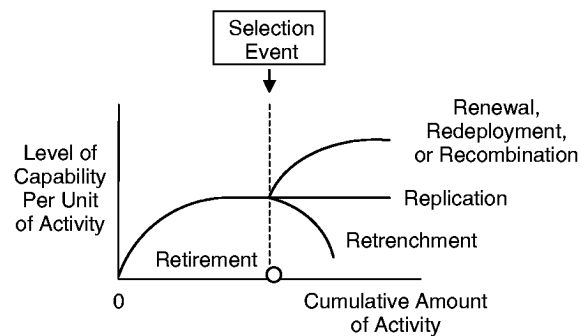 Selection
Event
Renewal,
Redeployment,
or Recombination
Level of
Capability
Per Unit
of Activity
Replication
Retrenchment
Retirement
0
Cumulative Amount
of Activity